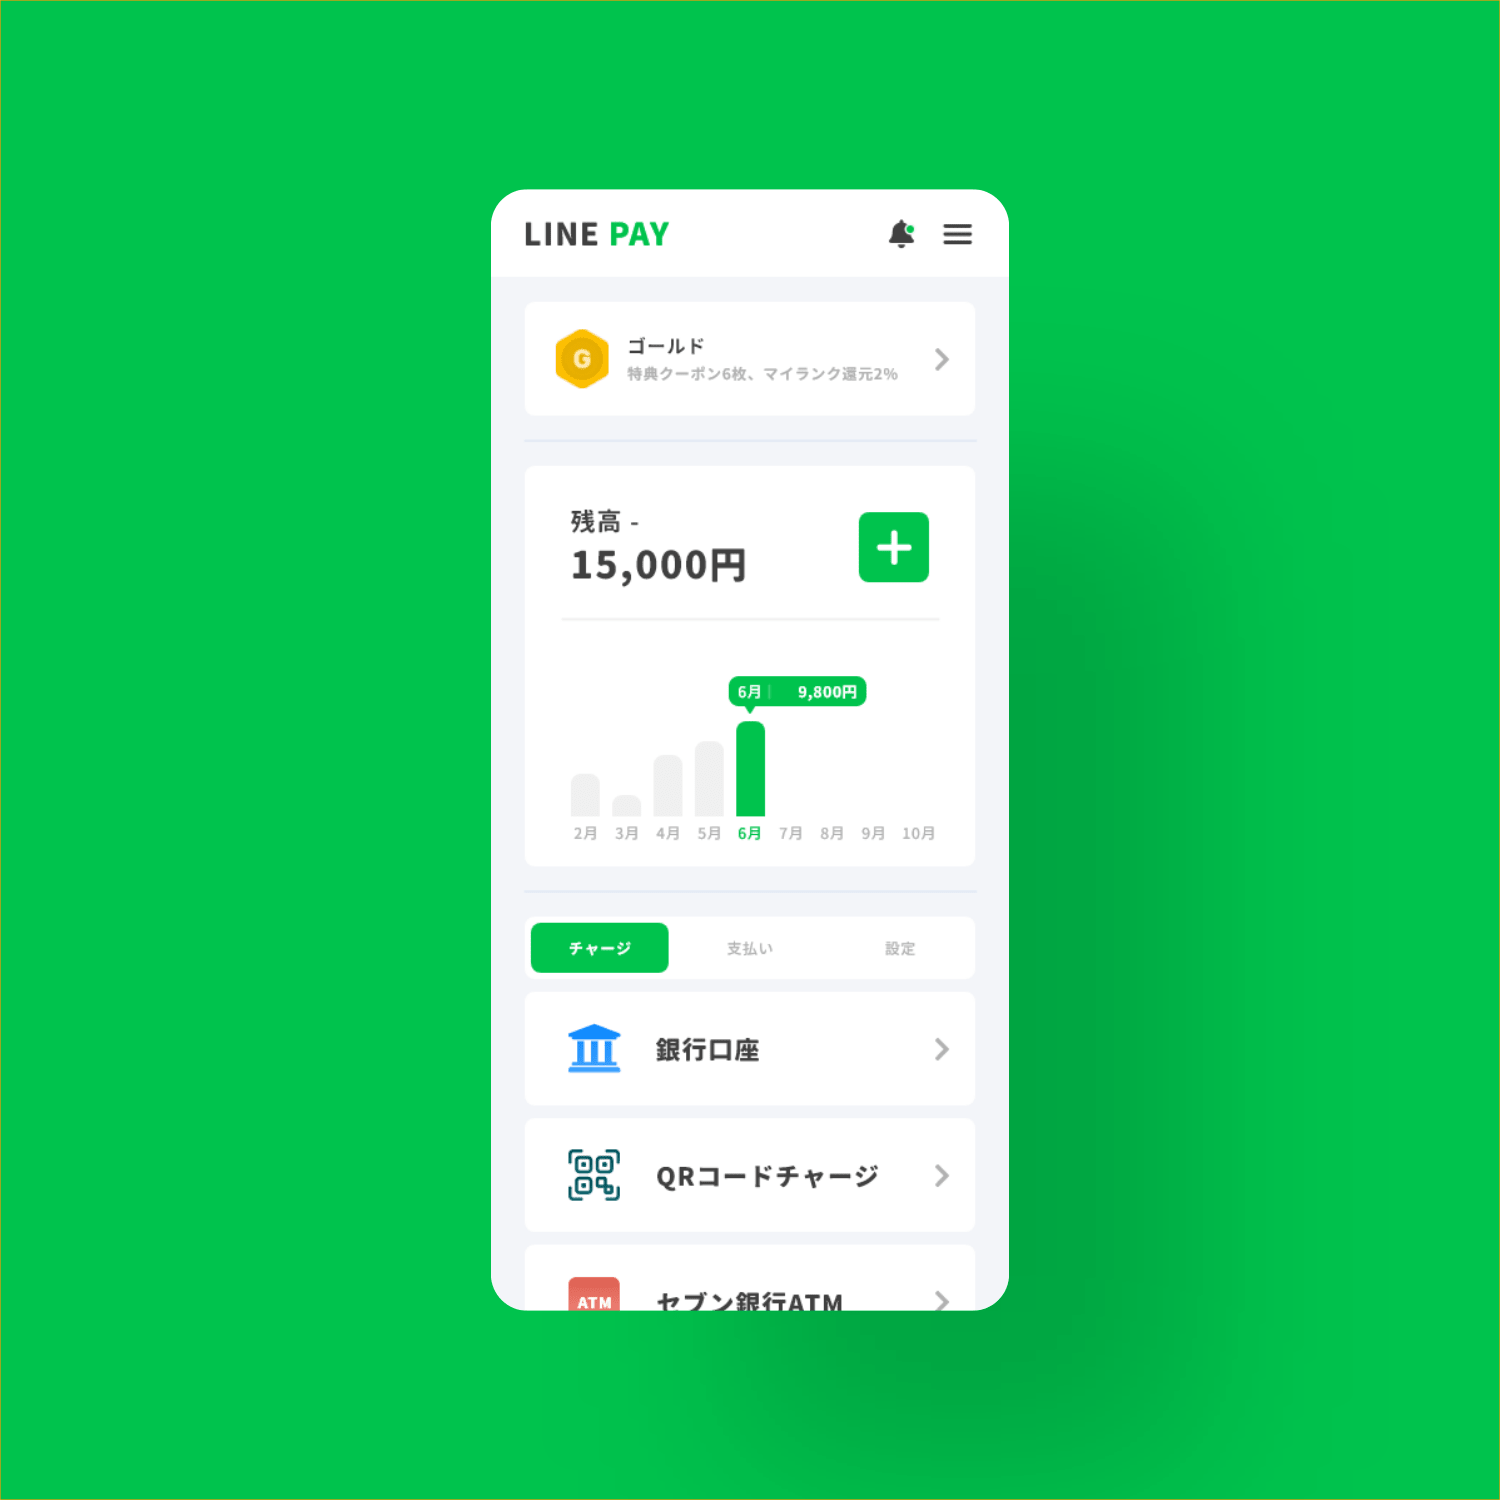 LINE PAY
G
ゴールド
特典クーポン6枚、マイランク還元2%
残高 -
15,000円
6月 | 9,800円
2月 3月 4月 5月 6月 7月 8月 9月 10月
チャージ 支払い 設定
銀行口座
QRコードチャージ
ATM セブン銀行ATM